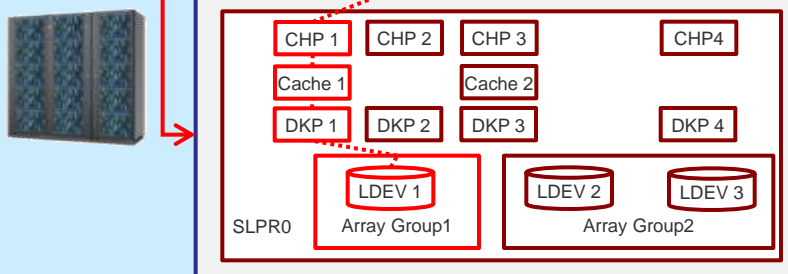 CHP 1
CHP 2
CHP 3
CHP4
Cache 1
Cache 2
DKP 1
DKP 2
DKP 3
DKP 4
LDEV 1
LDEV 2
LDEV 3
SLPR0
Array Group1
Array Group2